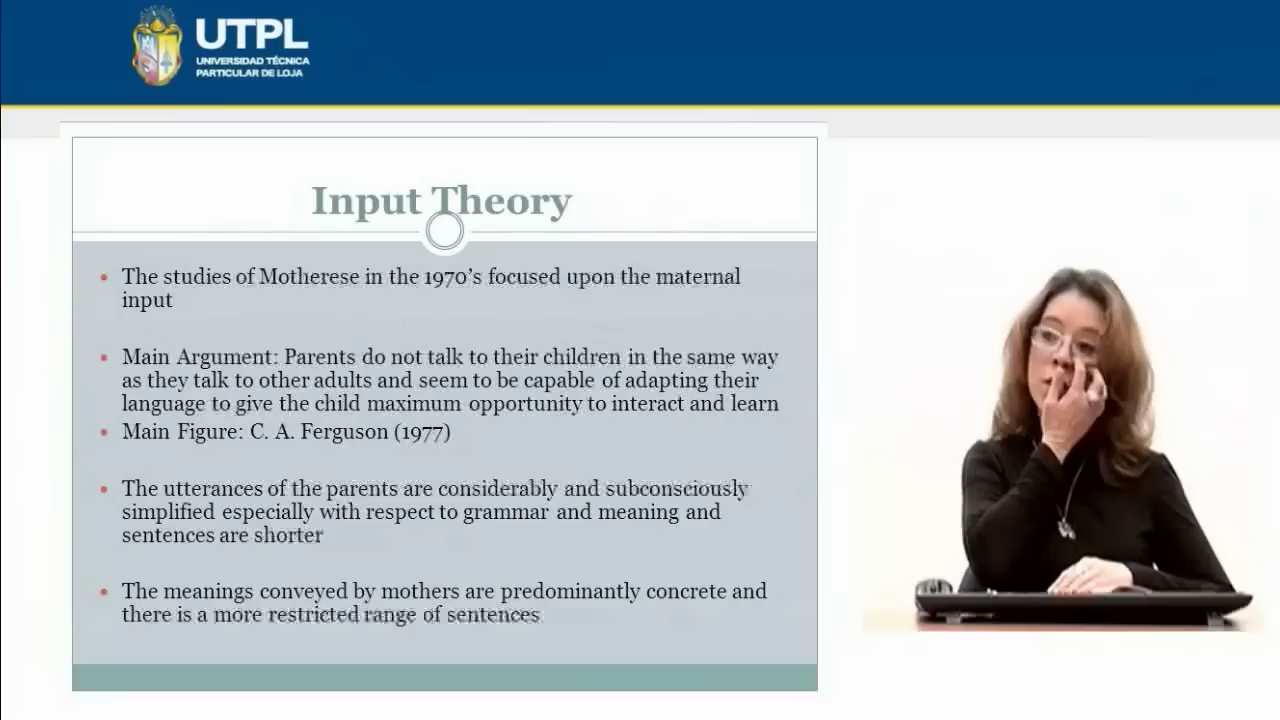 UTPL
UNIVERSIDAD TÉCNICA
PARTICULAR DE LOJA
Input Theory
• The studies of Motherese in the 1970's focused upon the maternal
input
• Main Argument: Parents do not talk to their children in the same way
as they talk to other adults and seem to be capable of adapting their
language to give the child maximum opportunity to interact and learn
• Main Figure: C. A. Ferguson (1977)
• The utterances of the parents are considerably and subconsciously
simplified especially with respect to grammar and meaning and
sentences are shorter
• The meanings conveyed by mothers are predominantly concrete and
there is a more restricted range of sentences